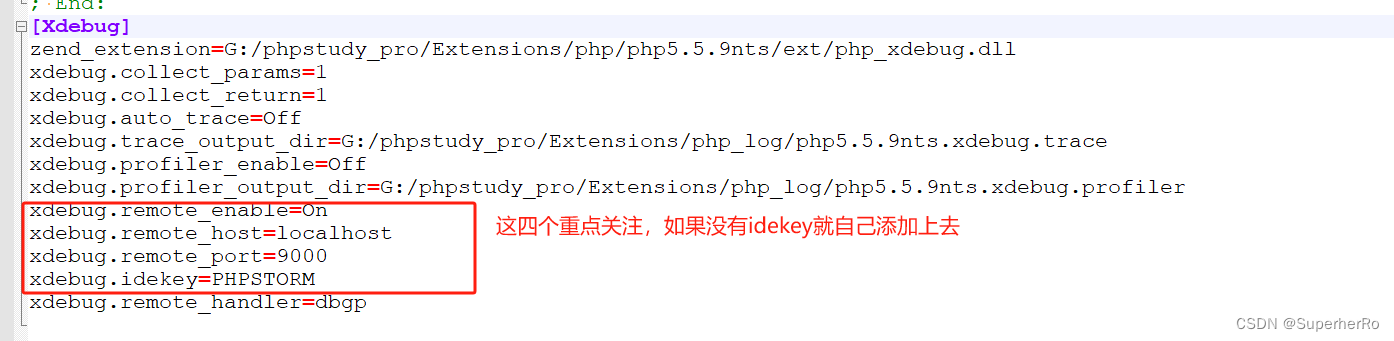 ; End:
[Xdebug]
zend_extension=G:/phpstudy_pro/Extensions/php/php5.5.9nts/ext/php_xdebug.dll
xdebug.collect_params=1
xdebug.collect_return=1
xdebug.auto_trace=Off
xdebug.trace_output_dir=G:/phpstudy_pro/Extensions/php_log/php5.5.9nts.xdebug.trace
xdebug.profiler_enable=Off
xdebug.profiler_output_dir=G:/phpstudy_pro/Extensions/php_log/php5.5.9nts.xdebug.profiler
xdebug.remote_enable=On
xdebug.remote_host=localhost
xdebug.remote_port=9000
xdebug.idekey=PHPSTORM
xdebug.remote_handler=dbgp
这四个重点关注，如果没有idekey就自己添加上去
CSDN @SuperherRo